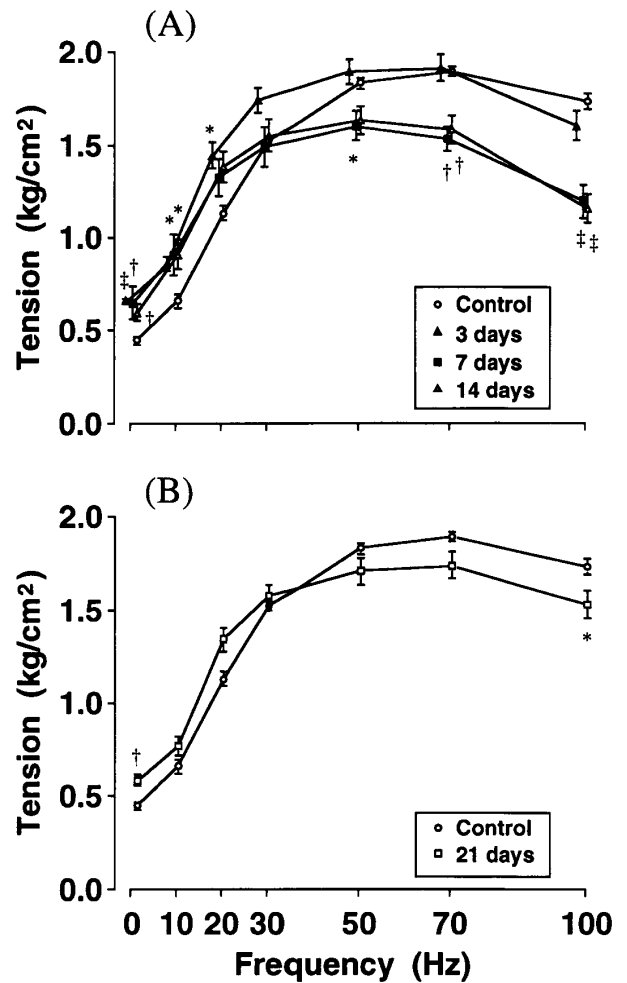 (A)
2.0
1.5
1.0
0.5
0.0
Tension (kg/cm²)
*
* *
‡ †
†
*
† †
‡ ‡
Control
3 days
7 days
14 days
(B)
2.0
1.5
1.0
0.5
0.0
Tension (kg/cm²)
†
*
Control
21 days
0 10 20 30 50 70 100
Frequency (Hz)